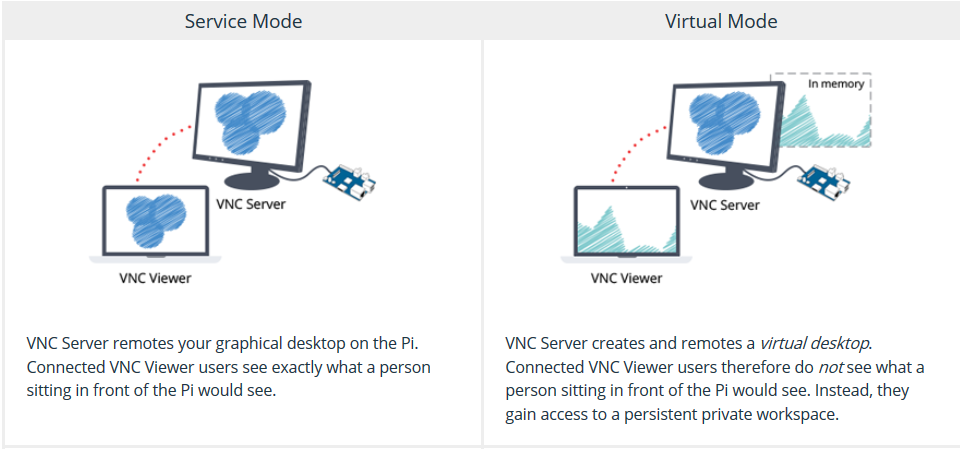 Service Mode
Virtual Mode
VNC Server
VNC Viewer
In memory
VNC Server
VNC Viewer
VNC Server remotes your graphical desktop on the Pi.
Connected VNC Viewer users see exactly what a person
sitting in front of the Pi would see.
VNC Server creates and remotes a virtual desktop.
Connected VNC Viewer users therefore do not see what a
person sitting in front of the Pi would see. Instead, they
gain access to a persistent private workspace.